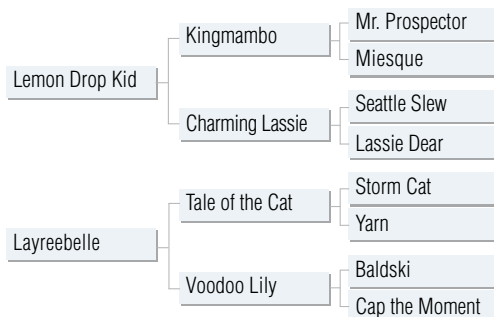 Kingmambo
Mr. Prospector
Miesque
Lemon Drop Kid
Charming Lassie
Seattle Slew
Lassie Dear
Layreebelle
Tale of the Cat
Storm Cat
Yarn
Voodoo Lily
Baldski
Cap the Moment